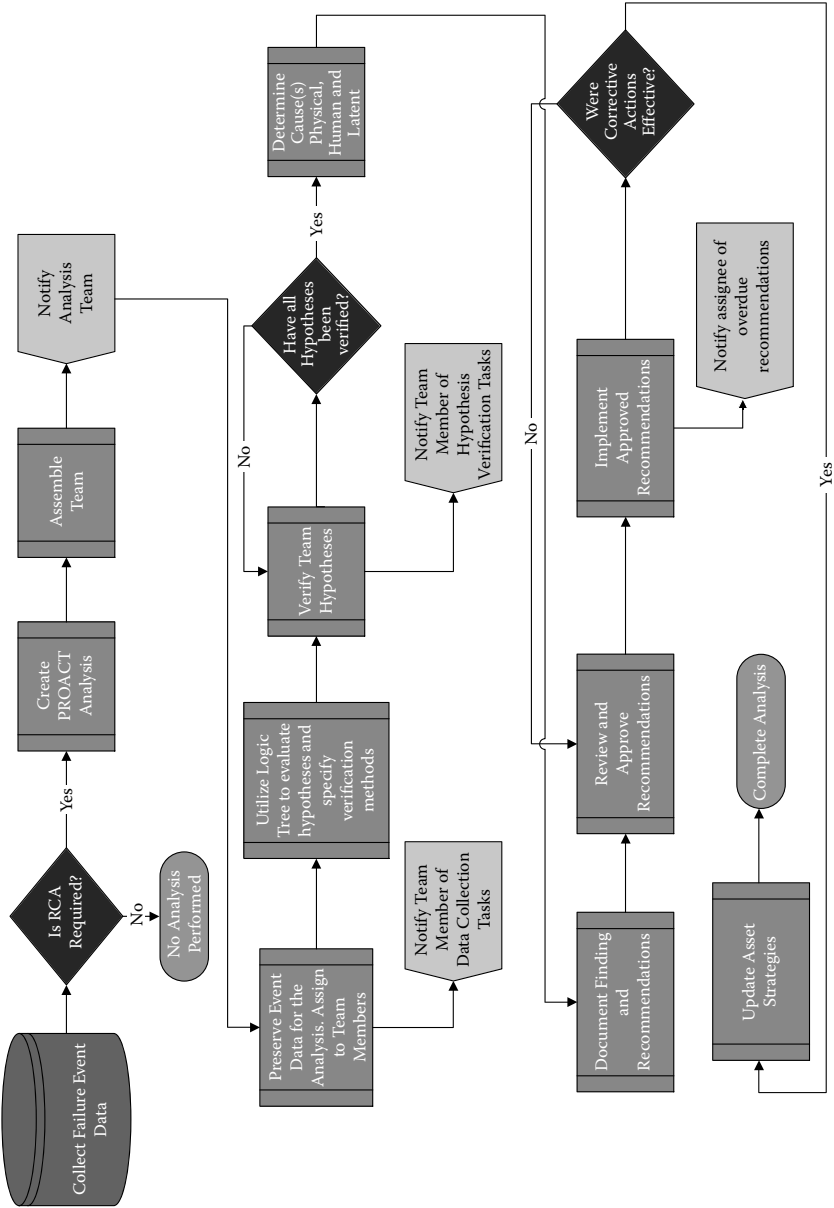 Collect Failure Event
Data
Is RCA
Required?
No
No Analysis
Performed
Yes
Create
PROACT
Analysis
Assemble
Team
Notify
Analysis
Team
Preserve Event
Data for the
Analysis. Assign
to Team
Members
Notify Team
Member of
Data Collection
Tasks
Utilize Logic
Tree to evaluate
hypotheses and
specify
verification
methods
Verify Team
Hypotheses
Notify Team
Member of
Hypothesis
Verification Tasks
No
Have all
Hypotheses
been
verified?
Yes
Determine
Cause(s)
Physical,
Human and
Latent
Document Finding
and
Recommendations
Review and
Approve
Recommendations
Implement
Approved
Recommendations
Notify assignee of
overdue
recommendations
No
Were
Corrective
Actions
Effective?
Yes
Update Asset
Strategies
Complete Analysis